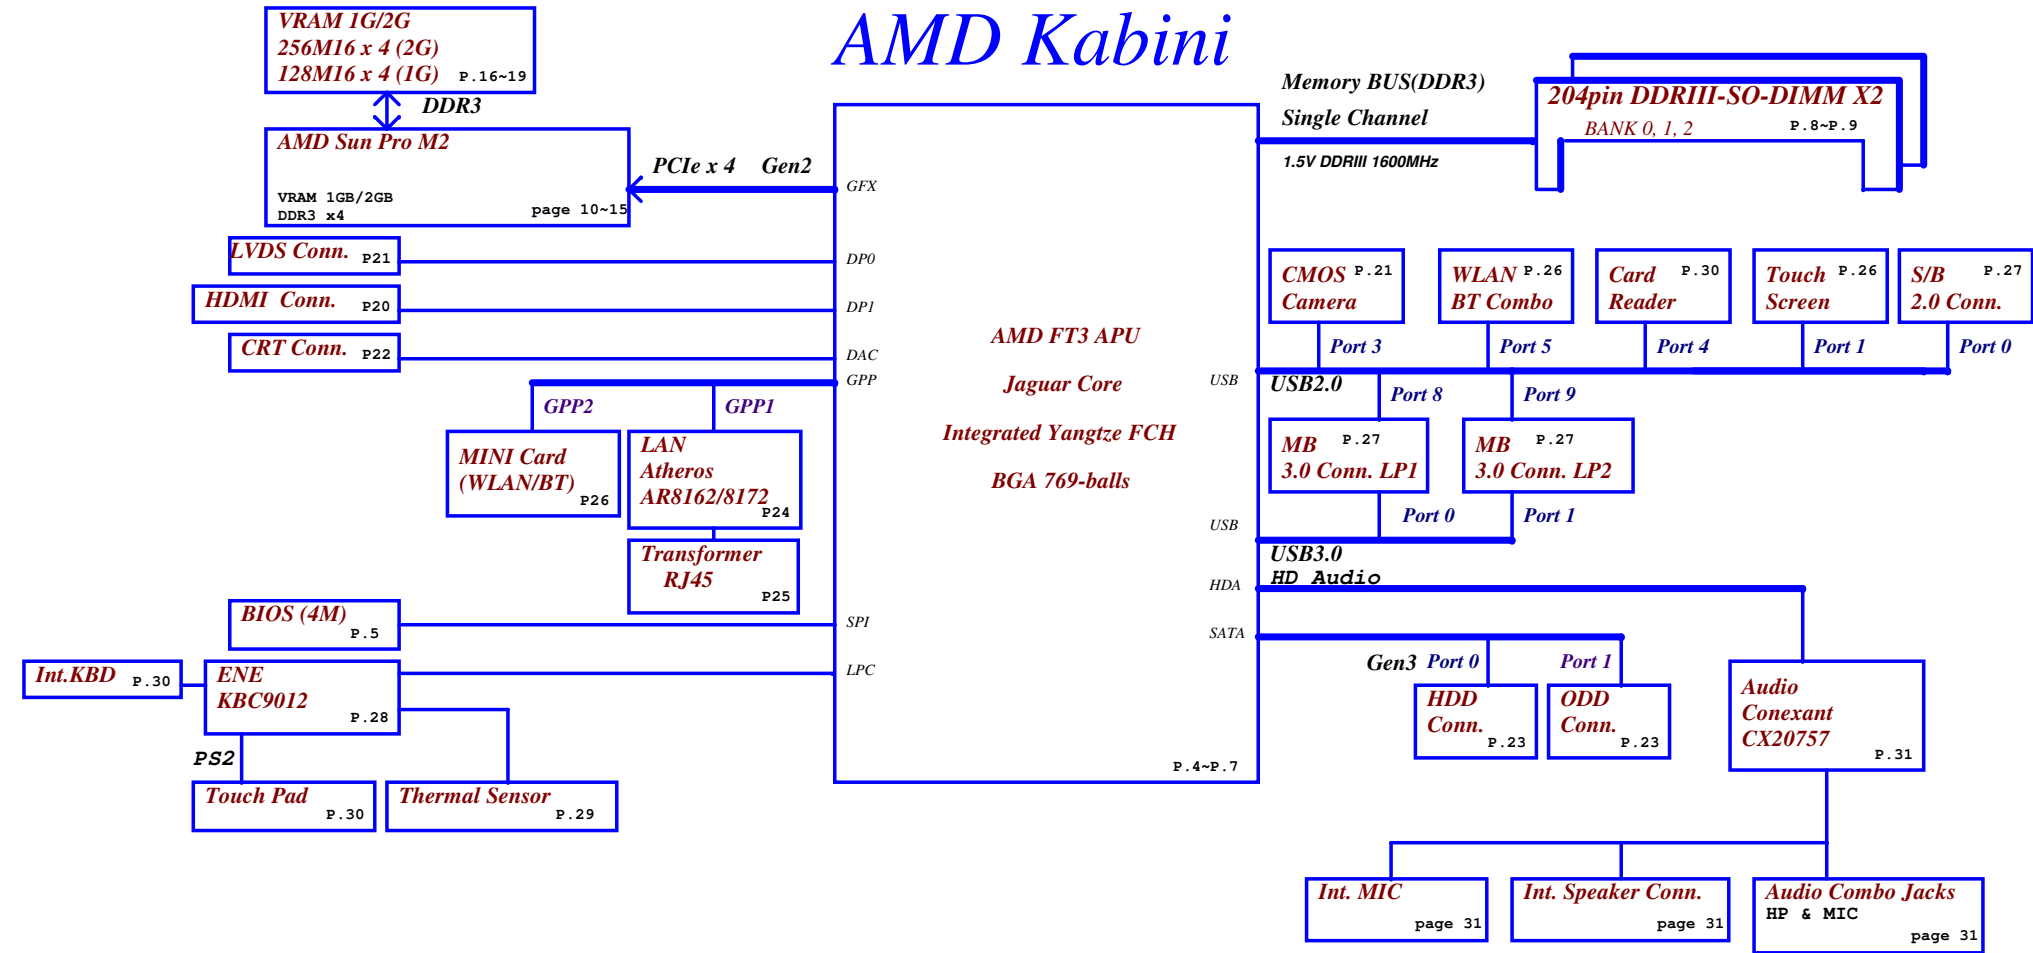 AMD Kabini
VRAM 1G/2G
256M16 x 4 (2G)
128M16 x 4 (1G) P.16~19
DDR3
AMD Sun Pro M2
VRAM 1GB/2GB
DDR3 x4
page 10~15
PCIe x 4 Gen2
GFX
LVDS Conn. P21
DP0
HDMI Conn. P20
DP1
CRT Conn. P22
DAC
GPP
GPP2
GPP1
MINI Card
(WLAN/BT)
P26
LAN
Atheros
AR8162/8172
P24
Transformer
RJ45
P25
BIOS (4M)
P.5
SPI
Int.KBD P.30
ENE
KBC9012
P.28
LPC
PS2
Touch Pad
P.30
Thermal Sensor
P.29
AMD FT3 APU
Jaguar Core
Integrated Yangtze FCH
BGA 769-balls
P.4~P.7
Memory BUS(DDR3)
Single Channel
1.5V DDRIII 1600MHz
204pin DDRIII-SO-DIMM X2
BANK 0, 1, 2 P.8~P.9
CMOS P.21
Camera
WLAN P.26
BT Combo
Card P.30
Reader
Touch P.26
Screen
S/B P.27
2.0 Conn.
Port 3
Port 5
Port 4
Port 1
Port 0
USB
USB2.0
Port 8
Port 9
MB P.27
3.0 Conn. LP1
MB P.27
3.0 Conn. LP2
Port 0
Port 1
USB
USB3.0
HD Audio
HDA
SATA
Gen3 Port 0
Port 1
HDD
Conn.
P.23
ODD
Conn.
P.23
Audio
Conexant
CX20757
P.31
Int. MIC
page 31
Int. Speaker Conn.
page 31
Audio Combo Jacks
HP & MIC
page 31